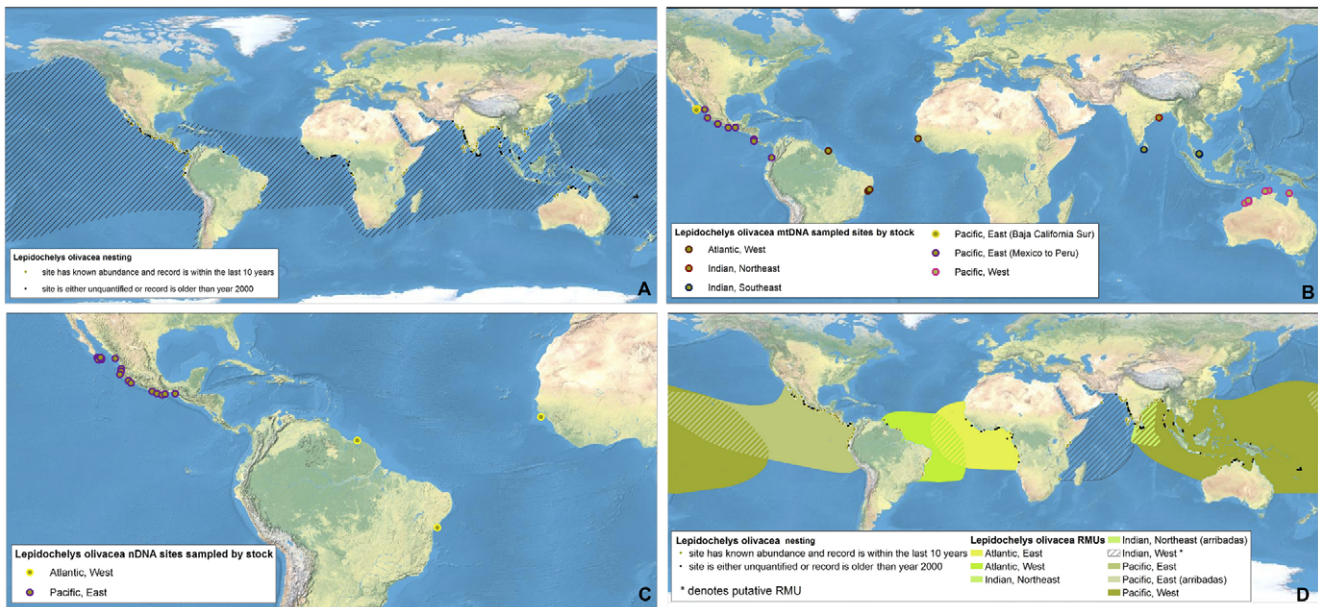 Lepidochelys olivacea nesting
site has known abundance and record is within the last 10 years
site is either unquantified or record is older than year 2000
A
Lepidochelys olivacea mtDNA sampled sites by stock
Atlantic, West
Indian, Northeast
Indian, Southeast
Pacific, East (Baja California Sur)
Pacific, East (Mexico to Peru)
Pacific, West
B
Lepidochelys olivacea nDNA sites sampled by stock
Atlantic, West
Pacific, East
C
Lepidochelys olivacea nesting
site has known abundance and record is within the last 10 years
site is either unquantified or record is older than year 2000
* denotes putative RMU
Lepidochelys olivacea RMUs
Atlantic, East
Atlantic, West
Indian, Northeast
Indian, Northeast (arribadas)
Indian, West *
Pacific, East
Pacific, East (arribadas)
Pacific, West
D